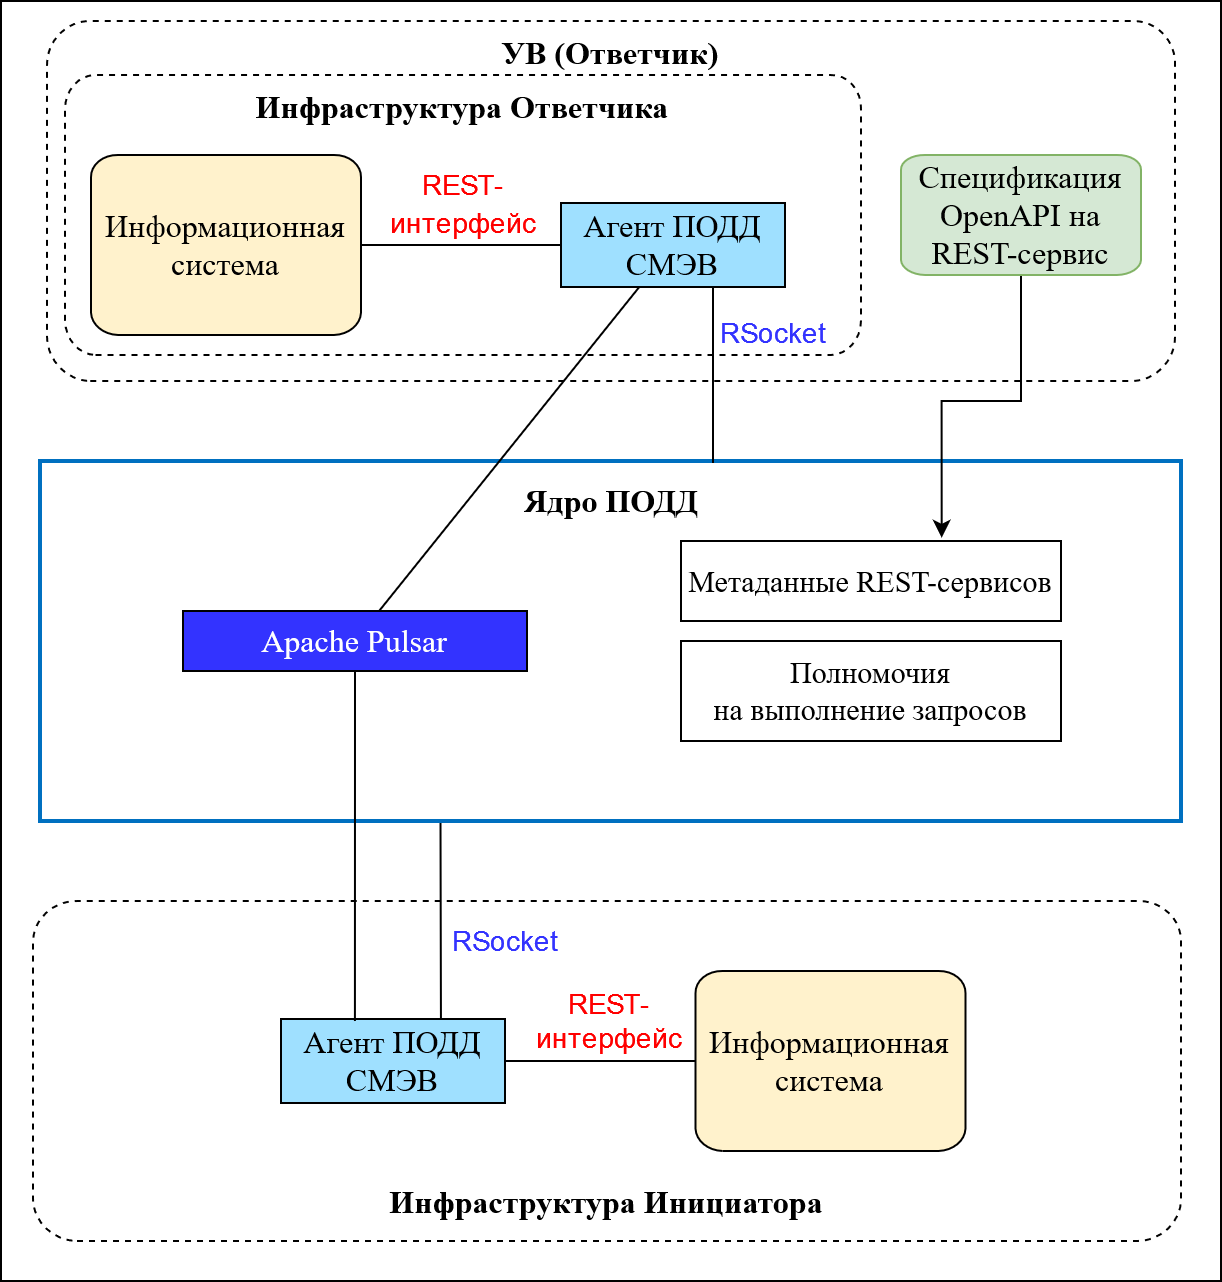 УВ (Ответчик)
Инфраструктура Ответчика
Информационная
система
REST-
интерфейс
Агент ПОДД
СМЭВ
Спецификация
OpenAPI на
REST-сервис
RSocket
Ядро ПОДД
Метаданные REST-сервисов
Apache Pulsar
Полномочия
на выполнение запросов
RSocket
Агент ПОДД
СМЭВ
REST-
интерфейс
Информационная
система
Инфраструктура Инициатора